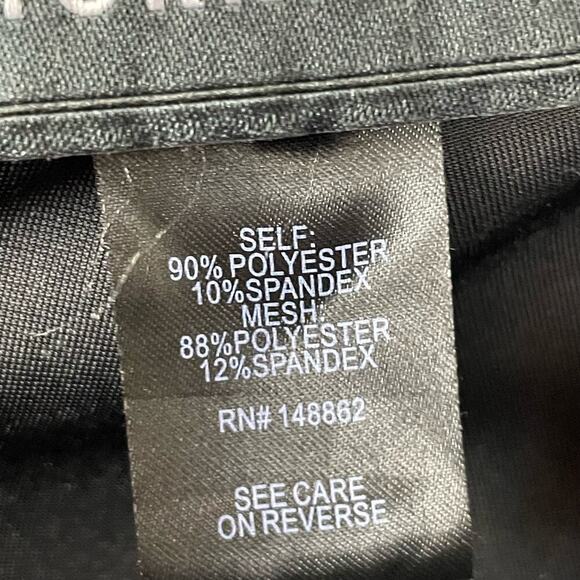 SELF:
90% POLYESTER
10%SPANDEX
MESH:
88%POLYESTER
12%SPANDEX
RN# 148862
SEE CARE
ON REVERSE